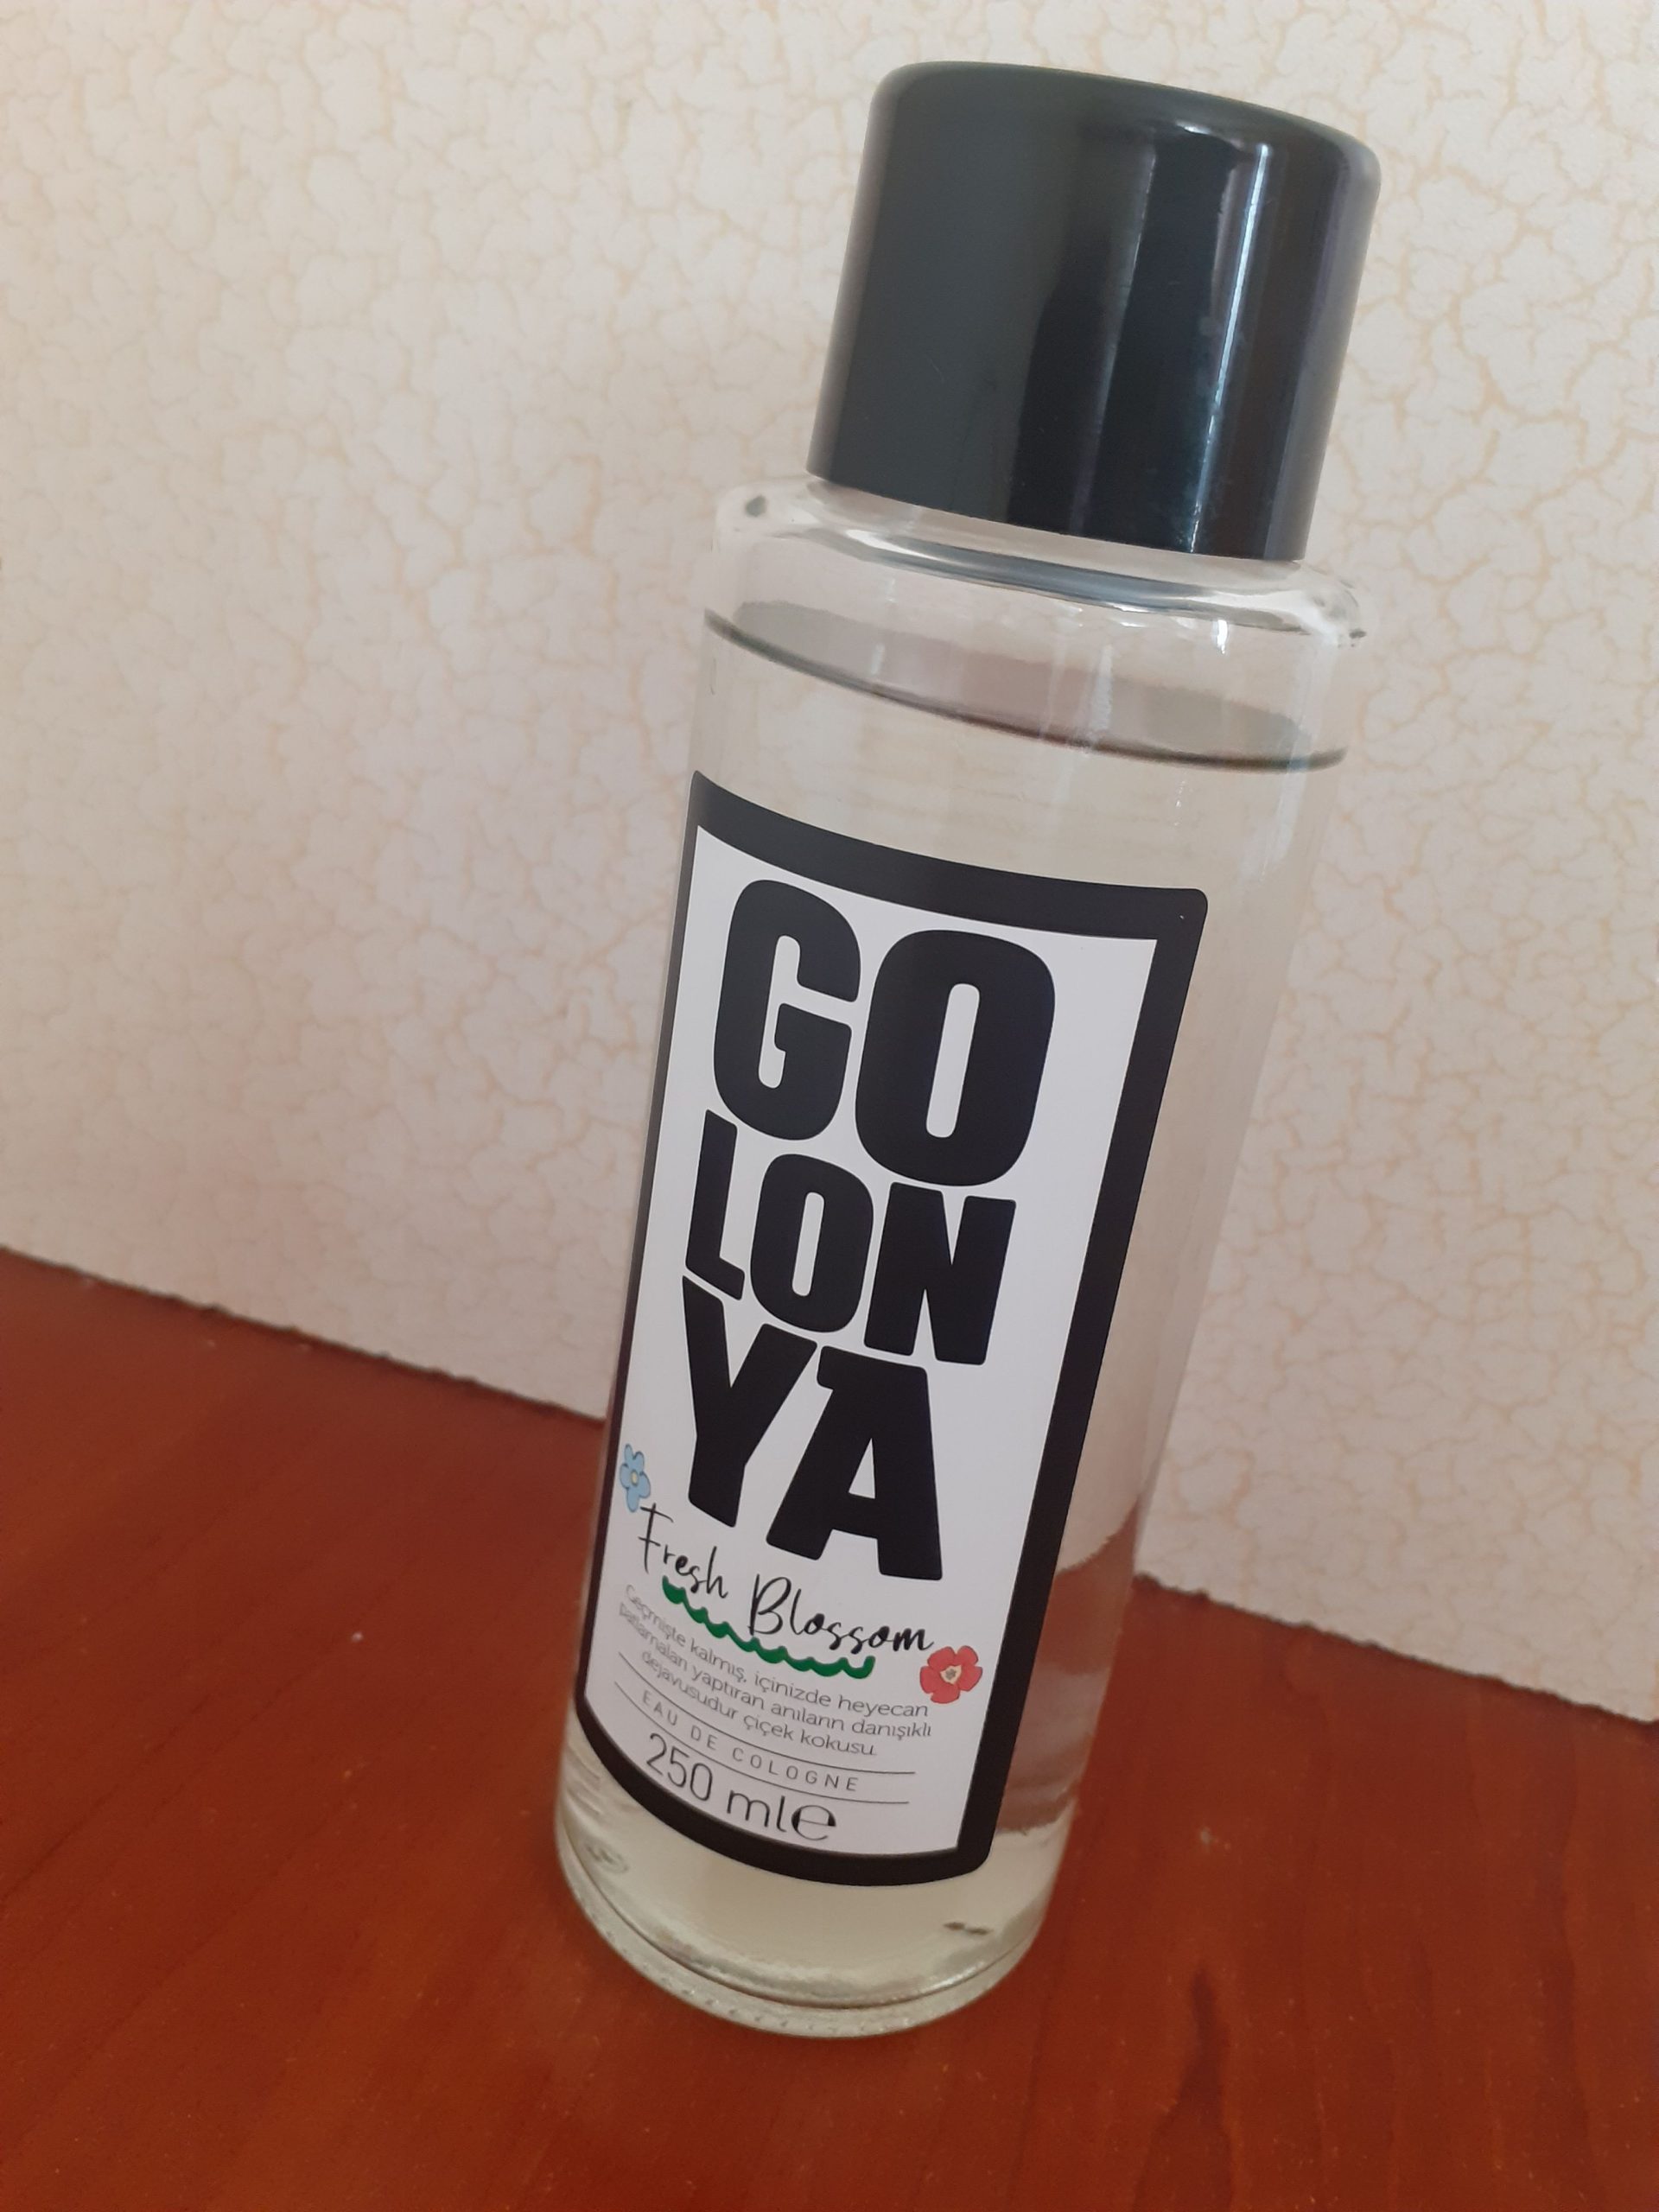 GO
LON
YA
Fresh Blossom
Geçmişte kalmış, içinizde heyecan
patlamaları yaptıran anıların danışıklı
dejavusudur çiçek kokusu
EAU DE COLOGNE
250 ml℮